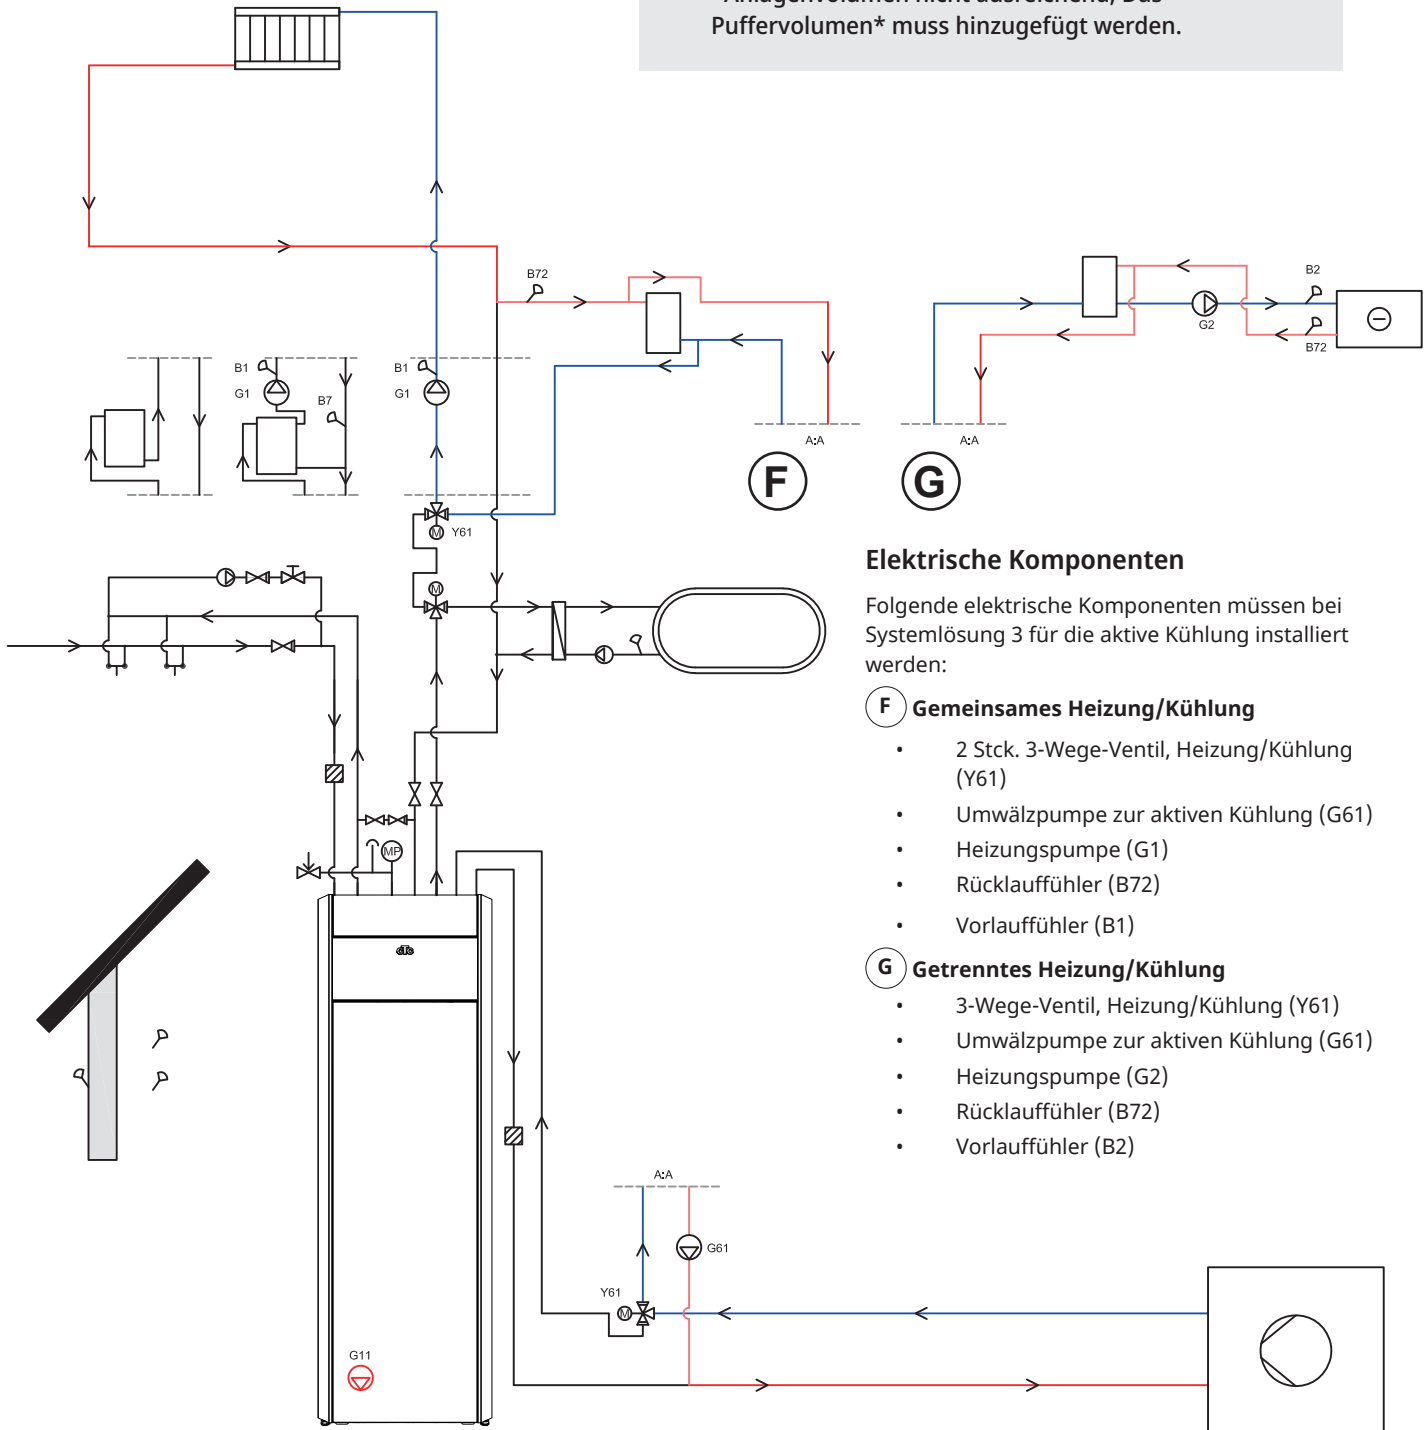 Puffervolumen* muss hinzugefügt werden.
B72
B2
G2
B72
B1
G1
B7
B1
G1
A:A
A:A
F
G
M
Y61
M
Elektrische Komponenten
Folgende elektrische Komponenten müssen bei
Systemlösung 3 für die aktive Kühlung installiert
werden:
F Gemeinsames Heizung/Kühlung
• 2 Stck. 3-Wege-Ventil, Heizung/Kühlung
(Y61)
• Umwälzpumpe zur aktiven Kühlung (G61)
• Heizungspumpe (G1)
• Rücklauffühler (B72)
• Vorlauffühler (B1)
G Getrenntes Heizung/Kühlung
• 3-Wege-Ventil, Heizung/Kühlung (Y61)
• Umwälzpumpe zur aktiven Kühlung (G61)
• Heizungspumpe (G2)
• Rücklauffühler (B72)
• Vorlauffühler (B2)
MP
A:A
G61
Y61
M
G11